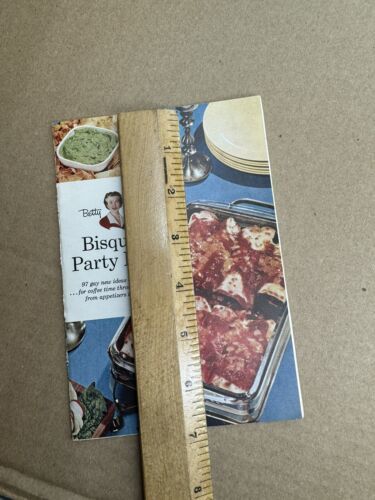 Betty
Bisqu
Party
97 gay new ideas
...for coffee time thro
from appetizers
1
2
3
4
5
6
7
8